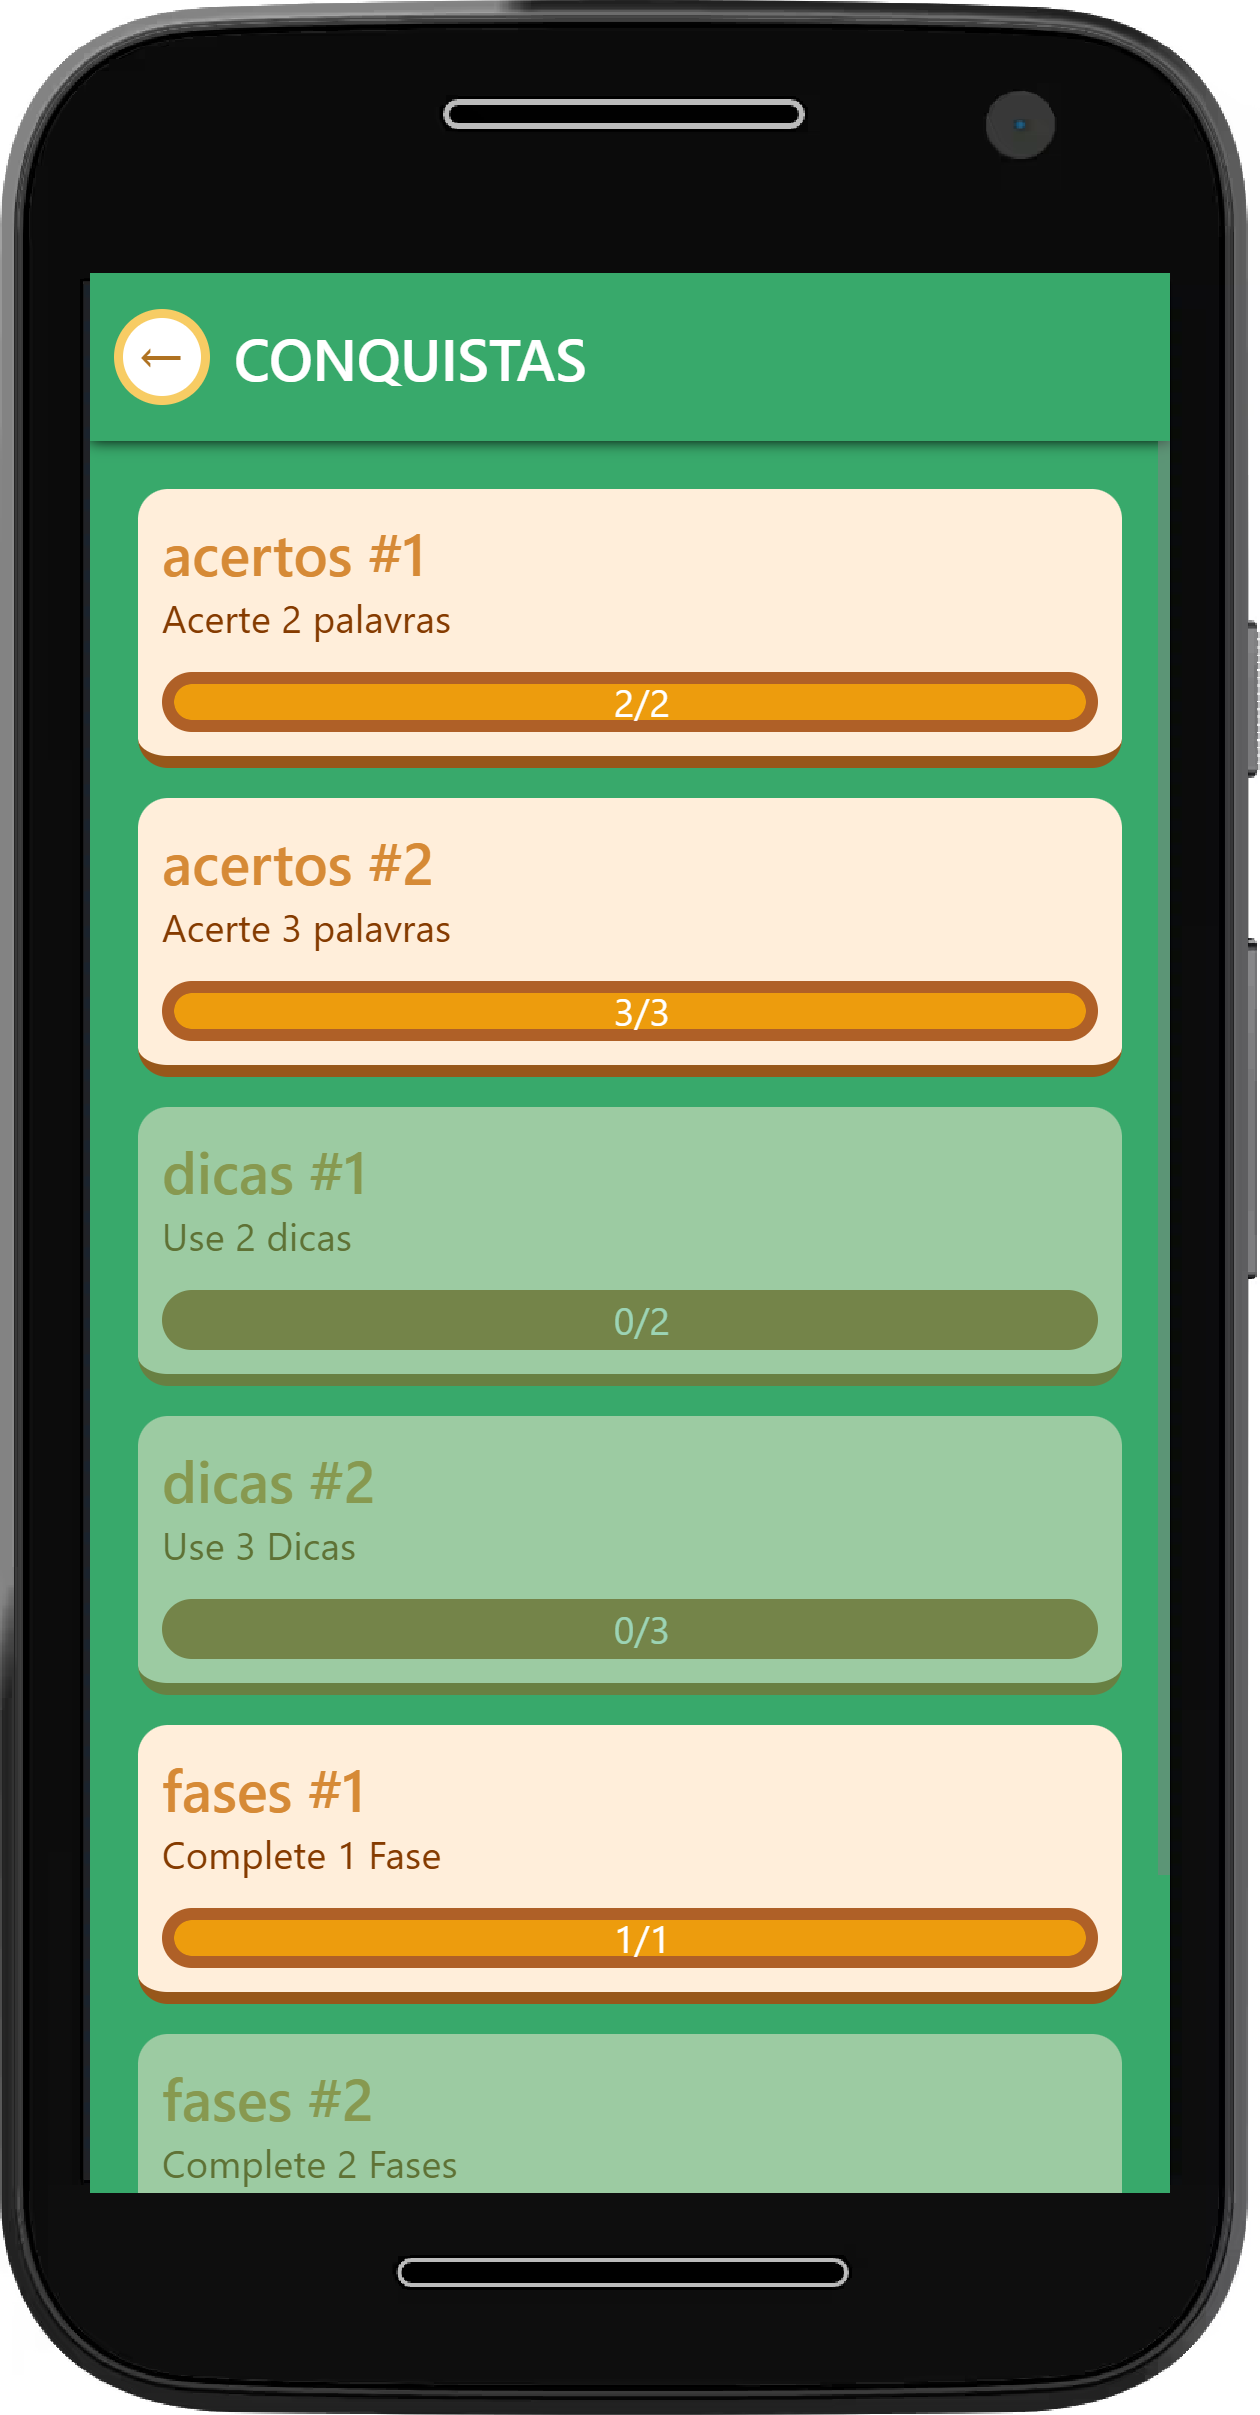 CONQUISTAS
acertos #1
Acerte 2 palavras
2/2
acertos #2
Acerte 3 palavras
3/3
dicas #1
Use 2 dicas
0/2
dicas #2
Use 3 Dicas
0/3
fases #1
Complete 1 Fase
1/1
fases #2
Complete 2 Fases